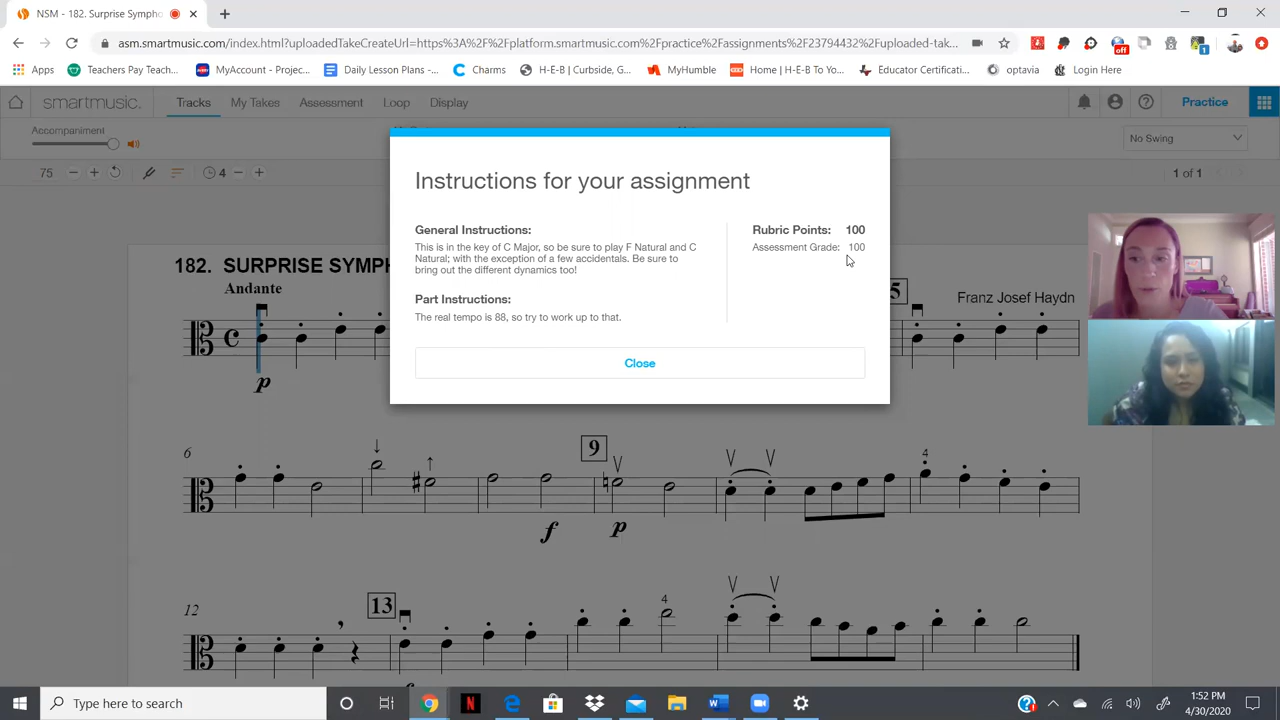 NSM - 182. Surprise Sympho
asm.smartmusic.com/index.html?uploadedTakeCreateUrl=https%3A%2F%2Fplatform.smartmusic.com%2Fpractice%2Fassignments%2F23794432%2Fuploaded-tak...
off
1
Apps
Teachers Pay Teach...
MyAccount - Projec...
Daily Lesson Plans -...
Charms
H-E-B | Curbside, G...
MyHumble
Home | H-E-B To Yo...
Educator Certificati...
optavia
Login Here
smartmusic.
Tracks
My Takes
Assessment
Loop
Display
Practice
Accompaniment
No Swing
75
4
1 of 1
Instructions for your assignment
General Instructions:
This is in the key of C Major, so be sure to play F Natural and C
Natural; with the exception of a few accidentals. Be sure to
bring out the different dynamics too!
Part Instructions:
The real tempo is 88, so try to work up to that.
Rubric Points: 100
Assessment Grade: 100
Close
182. SURPRISE SYMPH
Andante
5
Franz Josef Haydn
p
6
9
4
f
p
12
13
4
Type here to search
1:52 PM
4/30/2020